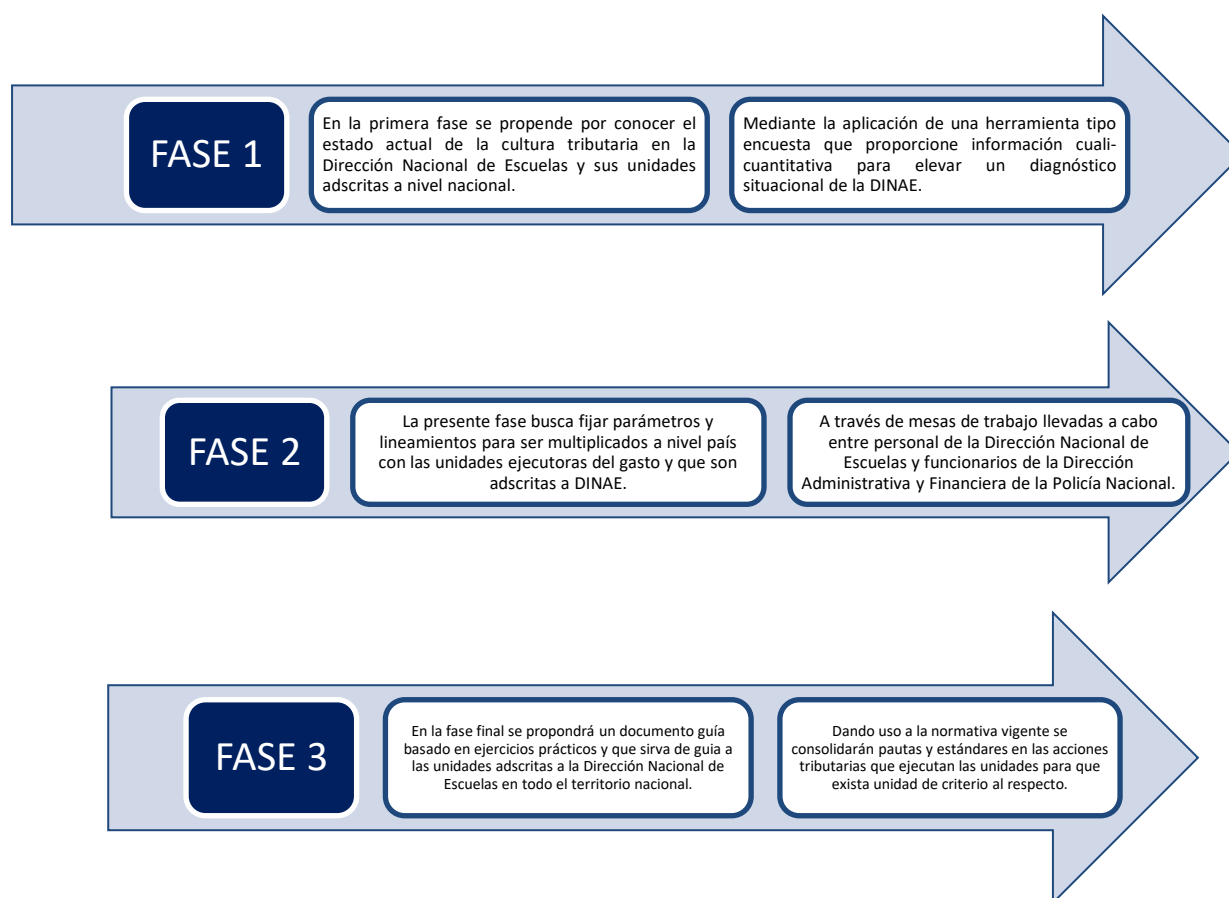 FASE 1
En la primera fase se propende por conocer el
estado actual de la cultura tributaria en la
Dirección Nacional de Escuelas y sus unidades
adscritas a nivel nacional.
Mediante la aplicación de una herramienta tipo
encuesta que proporcione información cuali-
cuantitativa para elevar un diagnóstico
situacional de la DINAE.
FASE 2
La presente fase busca fijar parámetros y
lineamientos para ser multiplicados a nivel país
con las unidades ejecutoras del gasto y que son
adscritas a DINAE.
A través de mesas de trabajo llevadas a cabo
entre personal de la Dirección Nacional de
Escuelas y funcionarios de la Dirección
Administrativa y Financiera de la Policía Nacional.
FASE 3
En la fase final se propondrá un documento guía
basado en ejercicios prácticos y que sirva de guia a
las unidades adscritas a la Dirección Nacional de
Escuelas en todo el territorio nacional.
Dando uso a la normativa vigente se
consolidarán pautas y estándares en las acciones
tributarias que ejecutan las unidades para que
exista unidad de criterio al respecto.